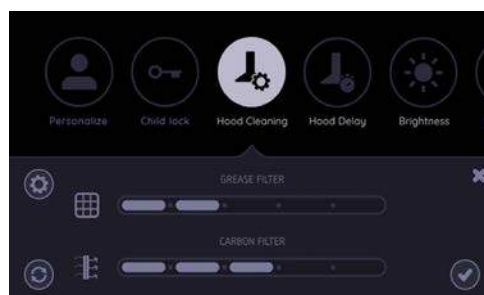 Personalize
Child lock
Hood Cleaning
Hood Delay
Brightness
GREASE FILTER
CARBON FILTER